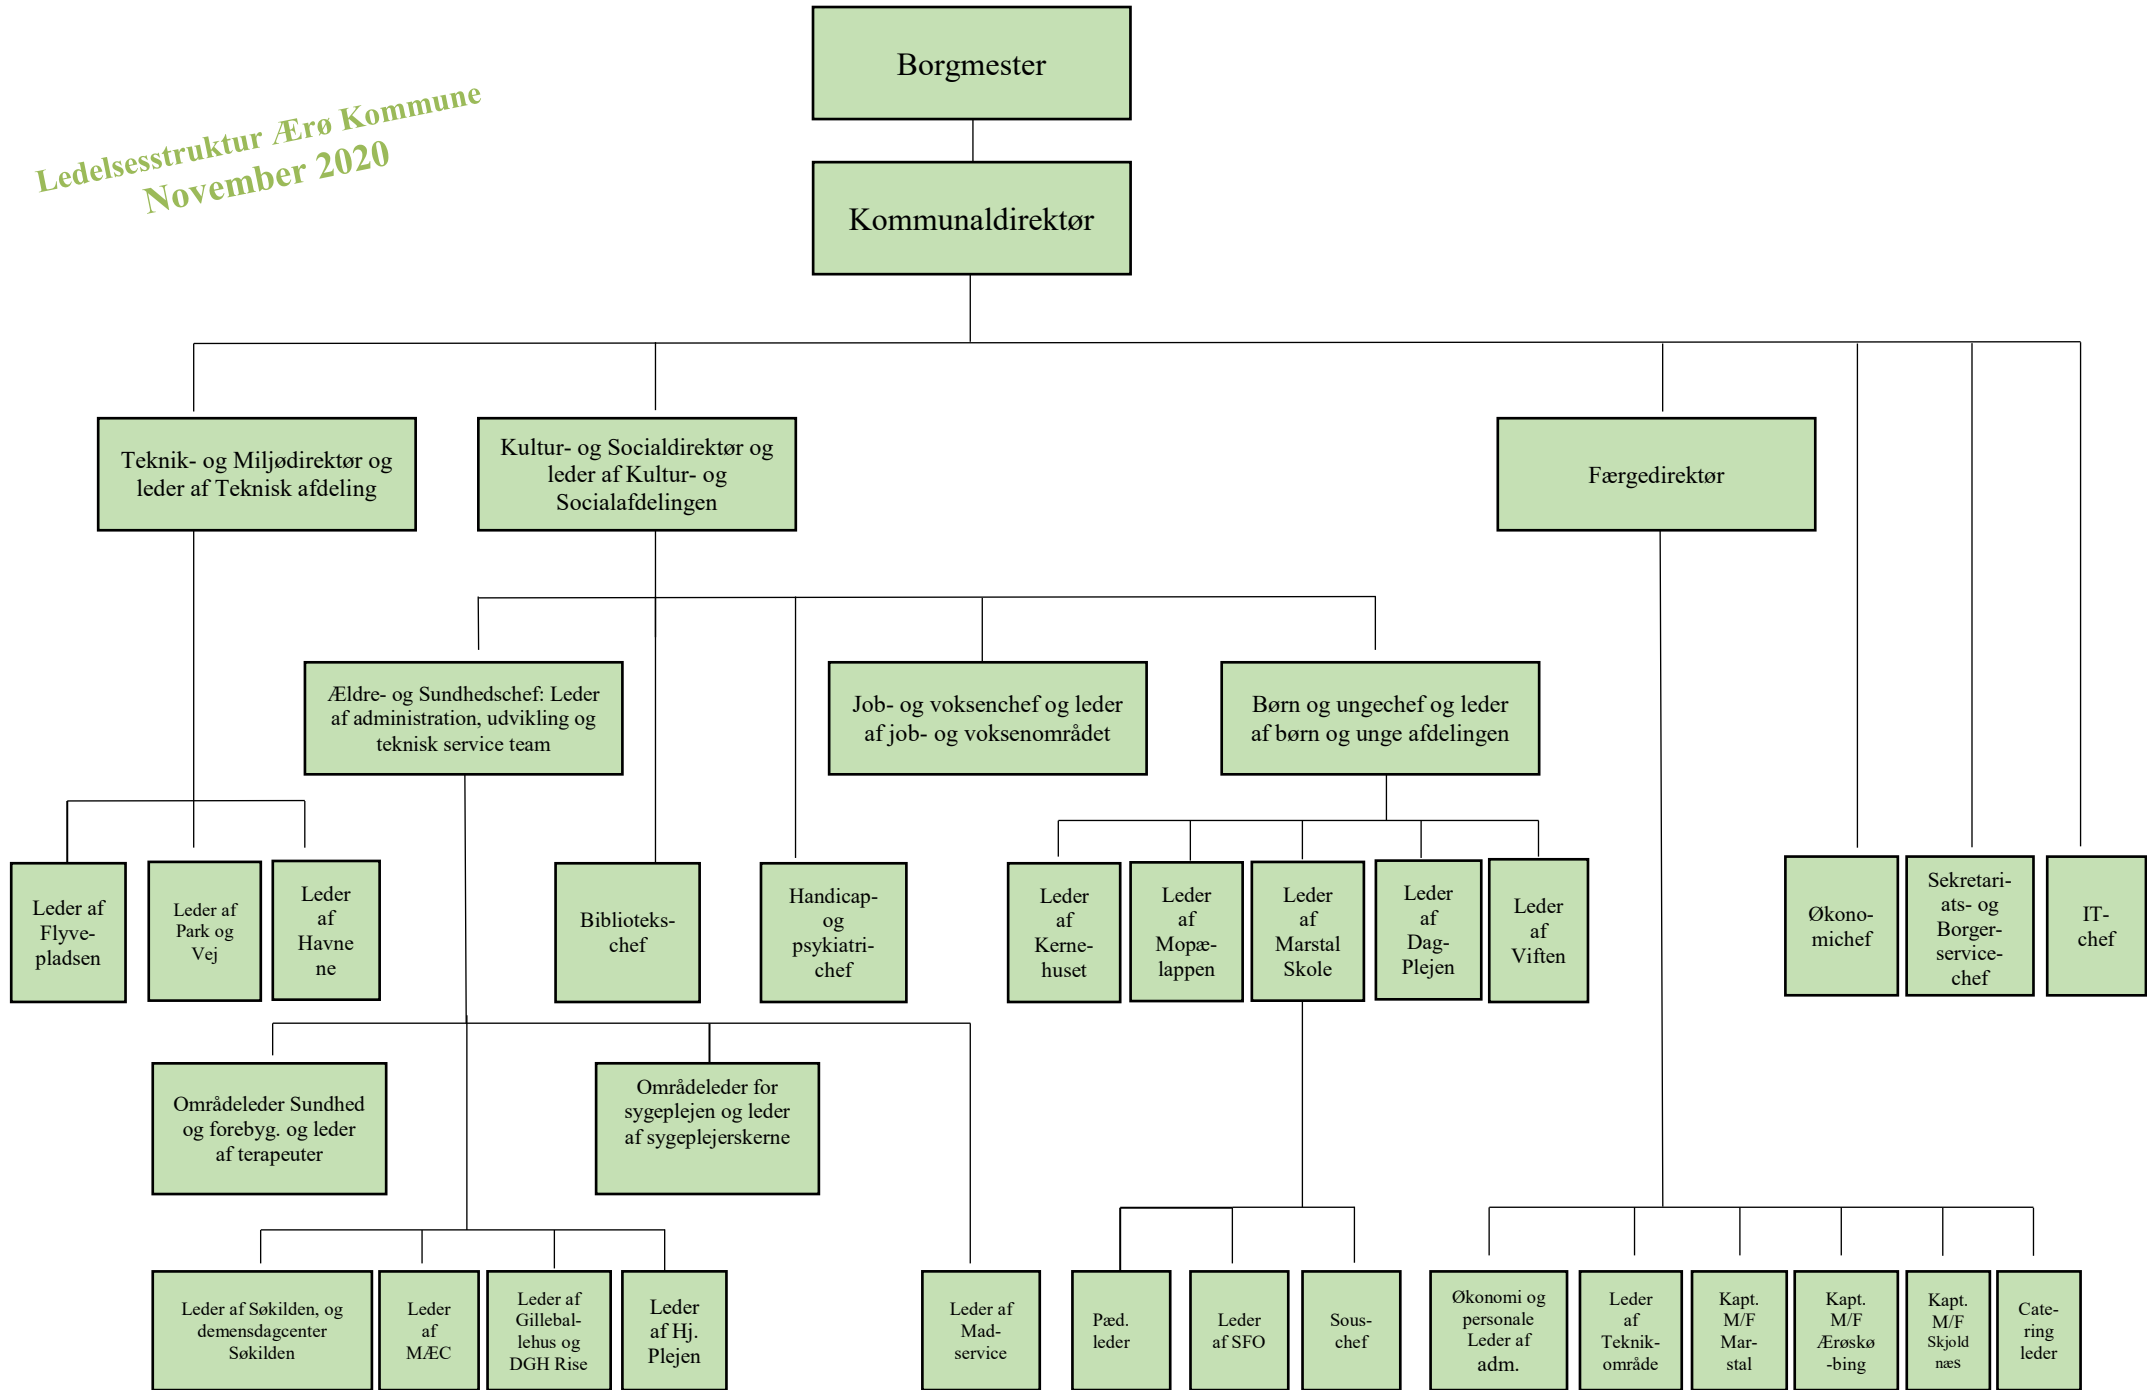 Borgmester
Ledelsesstruktur Ærø Kommune
November 2020
Kommunaldirektør
Teknik- og Miljødirektør og
leder af Teknisk afdeling
Kultur- og Socialdirektør og
leder af Kultur- og
Socialafdelingen
Færgedirektør
Ældre- og Sundhedschef: Leder
af administration, udvikling og
teknisk service team
Job- og voksenchef og leder
af job- og voksenområdet
Børn og ungechef og leder
af børn og unge afdelingen
Leder af
Flyve-
pladsen
Leder af
Park og
Vej
Leder
af
Havne
ne
Biblioteks-
chef
Handicap-
og
psykiatri-
chef
Leder
af
Kerne-
huset
Leder
af
Mopæ-
lappen
Leder
af
Marstal
Skole
Leder
af
Dag-
Plejen
Leder
af
Viften
Økono-
michef
Sekretari-
ats- og
Borger-
service-
chef
IT-
chef
Områdeleder Sundhed
og forebyg. og leder
af terapeuter
Områdeleder for
sygeplejen og leder
af sygeplejerskerne
Leder af Søkilden, og
demensdagcenter
Søkilden
Leder
af
MÆC
Leder af
Gillebal-
lehus og
DGH Rise
Leder
af Hj.
Plejen
Leder af
Mad-
service
Pæd.
leder
Leder
af SFO
Sous-
chef
Økonomi og
personale
Leder af
adm.
Leder
af
Teknik-
område
Kapt.
M/F
Mar-
stal
Kapt.
M/F
Ærøskø
-bing
Kapt.
M/F
Skjold
næs
Cate-
ring
leder